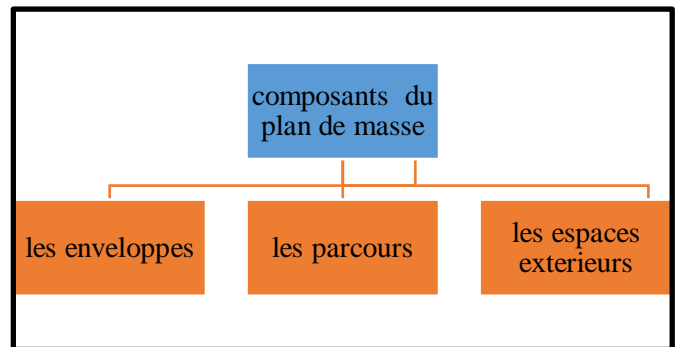 composants du
plan de masse
les enveloppes
les parcours
les espaces
exterieurs